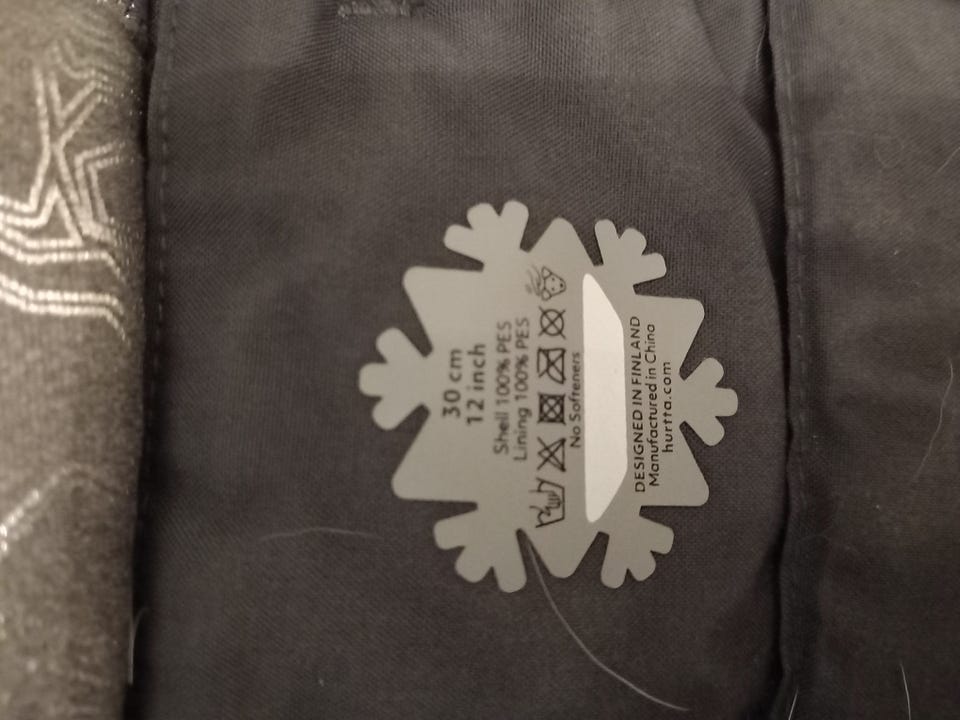 30 cm
12 inch
Shell 100% PES
Lining 100% PES
No Sofreners
DESIGNED IN FINLAND
Manufactured in China
hurtta.com